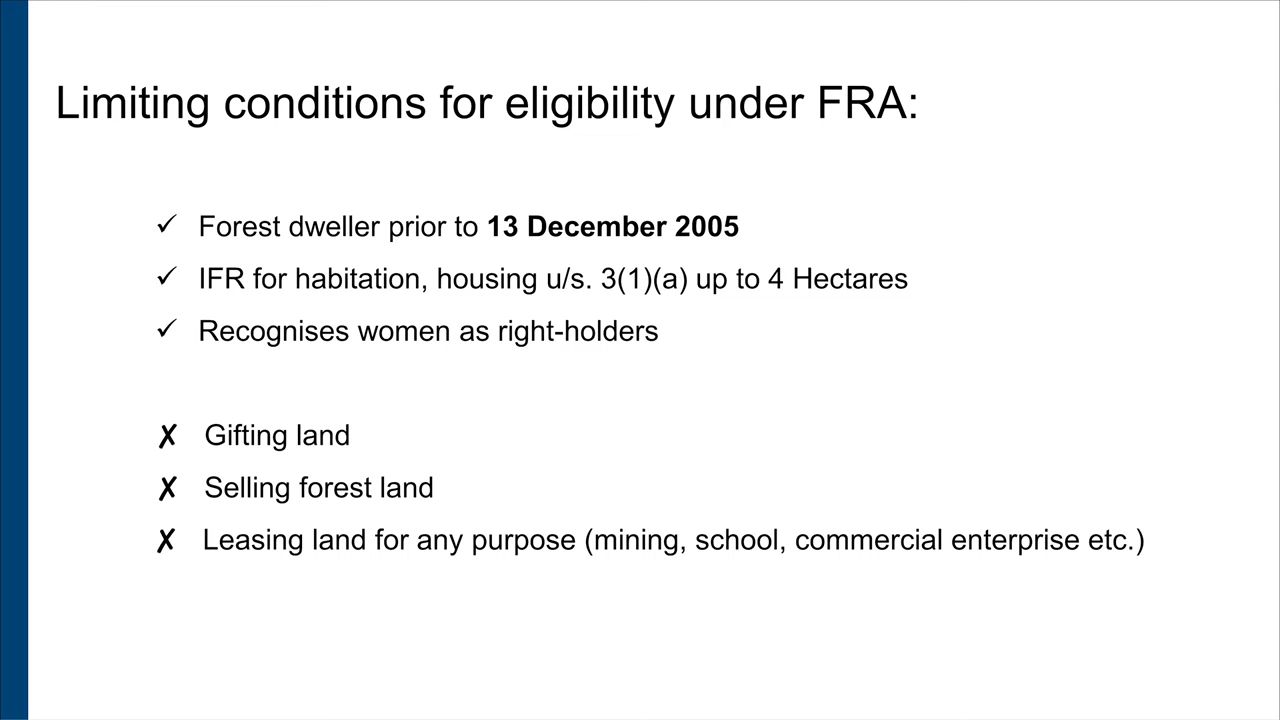 Limiting conditions for eligibility under FRA:
✓ Forest dweller prior to 13 December 2005
✓ IFR for habitation, housing u/s. 3(1)(a) up to 4 Hectares
✓ Recognises women as right-holders
✗ Gifting land
✗ Selling forest land
✗ Leasing land for any purpose (mining, school, commercial enterprise etc.)